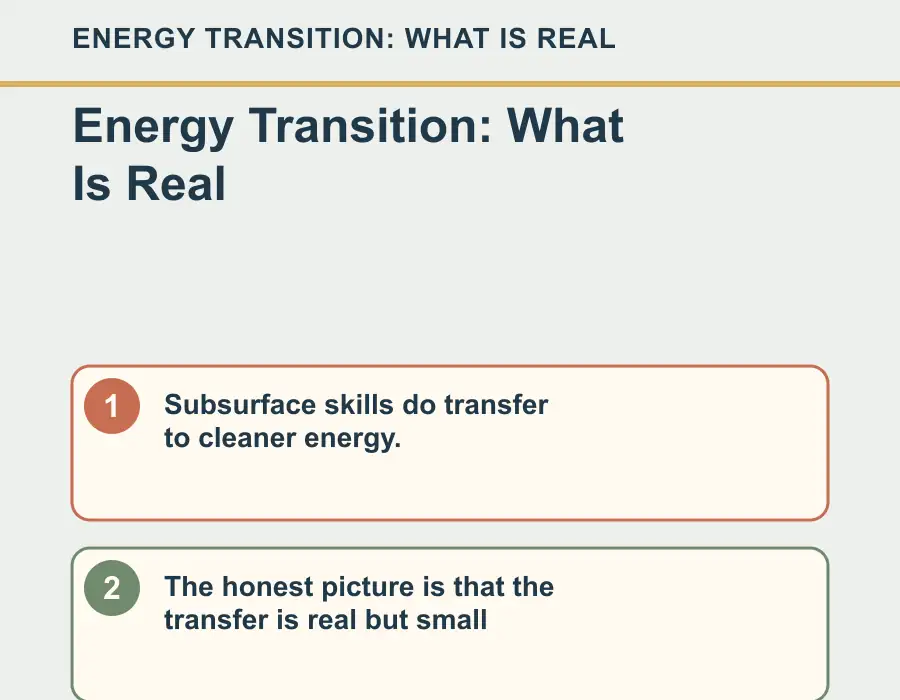 ENERGY TRANSITION: WHAT IS REAL
Energy Transition: What
Is Real
1
Subsurface skills do transfer
to cleaner energy.
2
The honest picture is that the
transfer is real but small